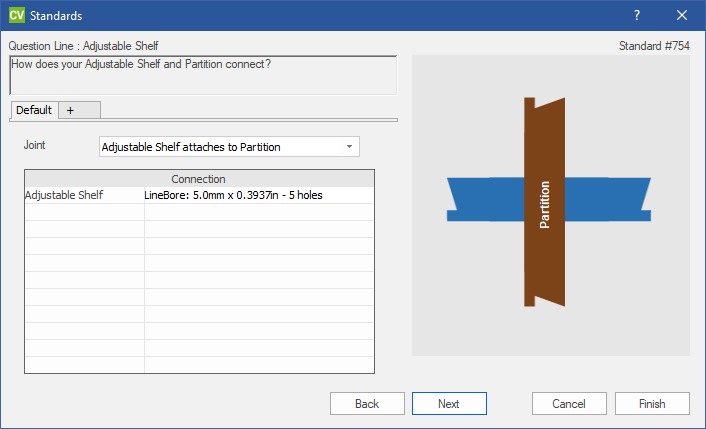 CV Standards ?
Question Line : Adjustable Shelf
Standard #754
How does your Adjustable Shelf and Partition connect?
Default +
Joint Adjustable Shelf attaches to Partition
Connection
Adjustable Shelf LineBore: 5.0mm x 0.3937in - 5 holes
Partition
Back Next Cancel Finish